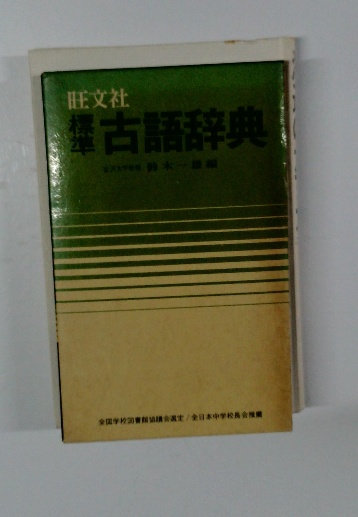 旺文社
標準 古語辞典
鈴木一雄編
全国学校図書館協議会選定/全日本中学校長会推薦